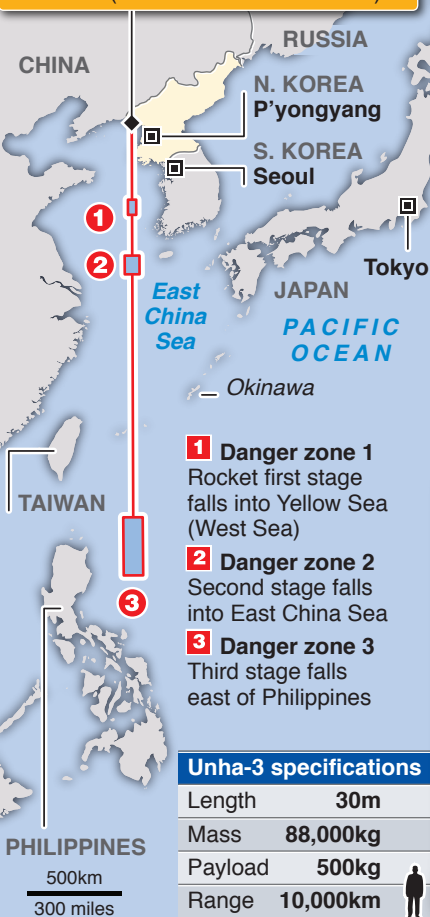 RUSSIA
CHINA
N. KOREA
P'yongyang
S. KOREA
Seoul
1
2
Tokyo
East
China
Sea
JAPAN
PACIFIC
OCEAN
Okinawa
TAIWAN
3
1 Danger zone 1
Rocket first stage
falls into Yellow Sea
(West Sea)
2 Danger zone 2
Second stage falls
into East China Sea
3 Danger zone 3
Third stage falls
east of Philippines
PHILIPPINES
500km
300 miles
Unha-3 specifications
Length 30m
Mass 88,000kg
Payload 500kg
Range 10,000km